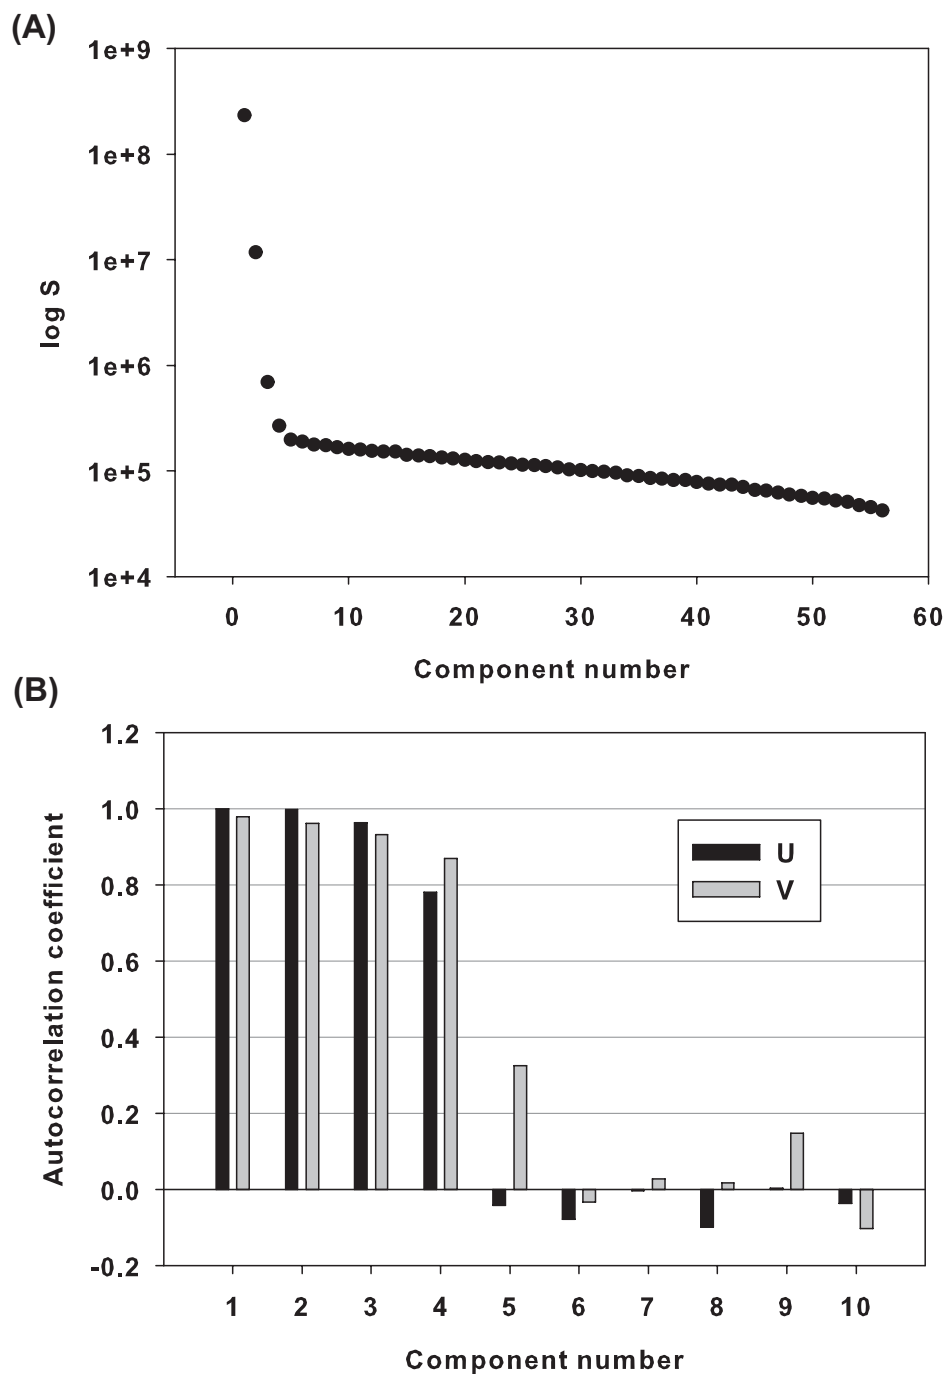 (A)
1e+9
1e+8
1e+7
1e+6
1e+5
1e+4
log S
0 10 20 30 40 50 60
Component number
(B)
1.2
1.0
0.8
0.6
0.4
0.2
0.0
-0.2
Autocorrelation coefficient
U
V
1 2 3 4 5 6 7 8 9 10
Component number